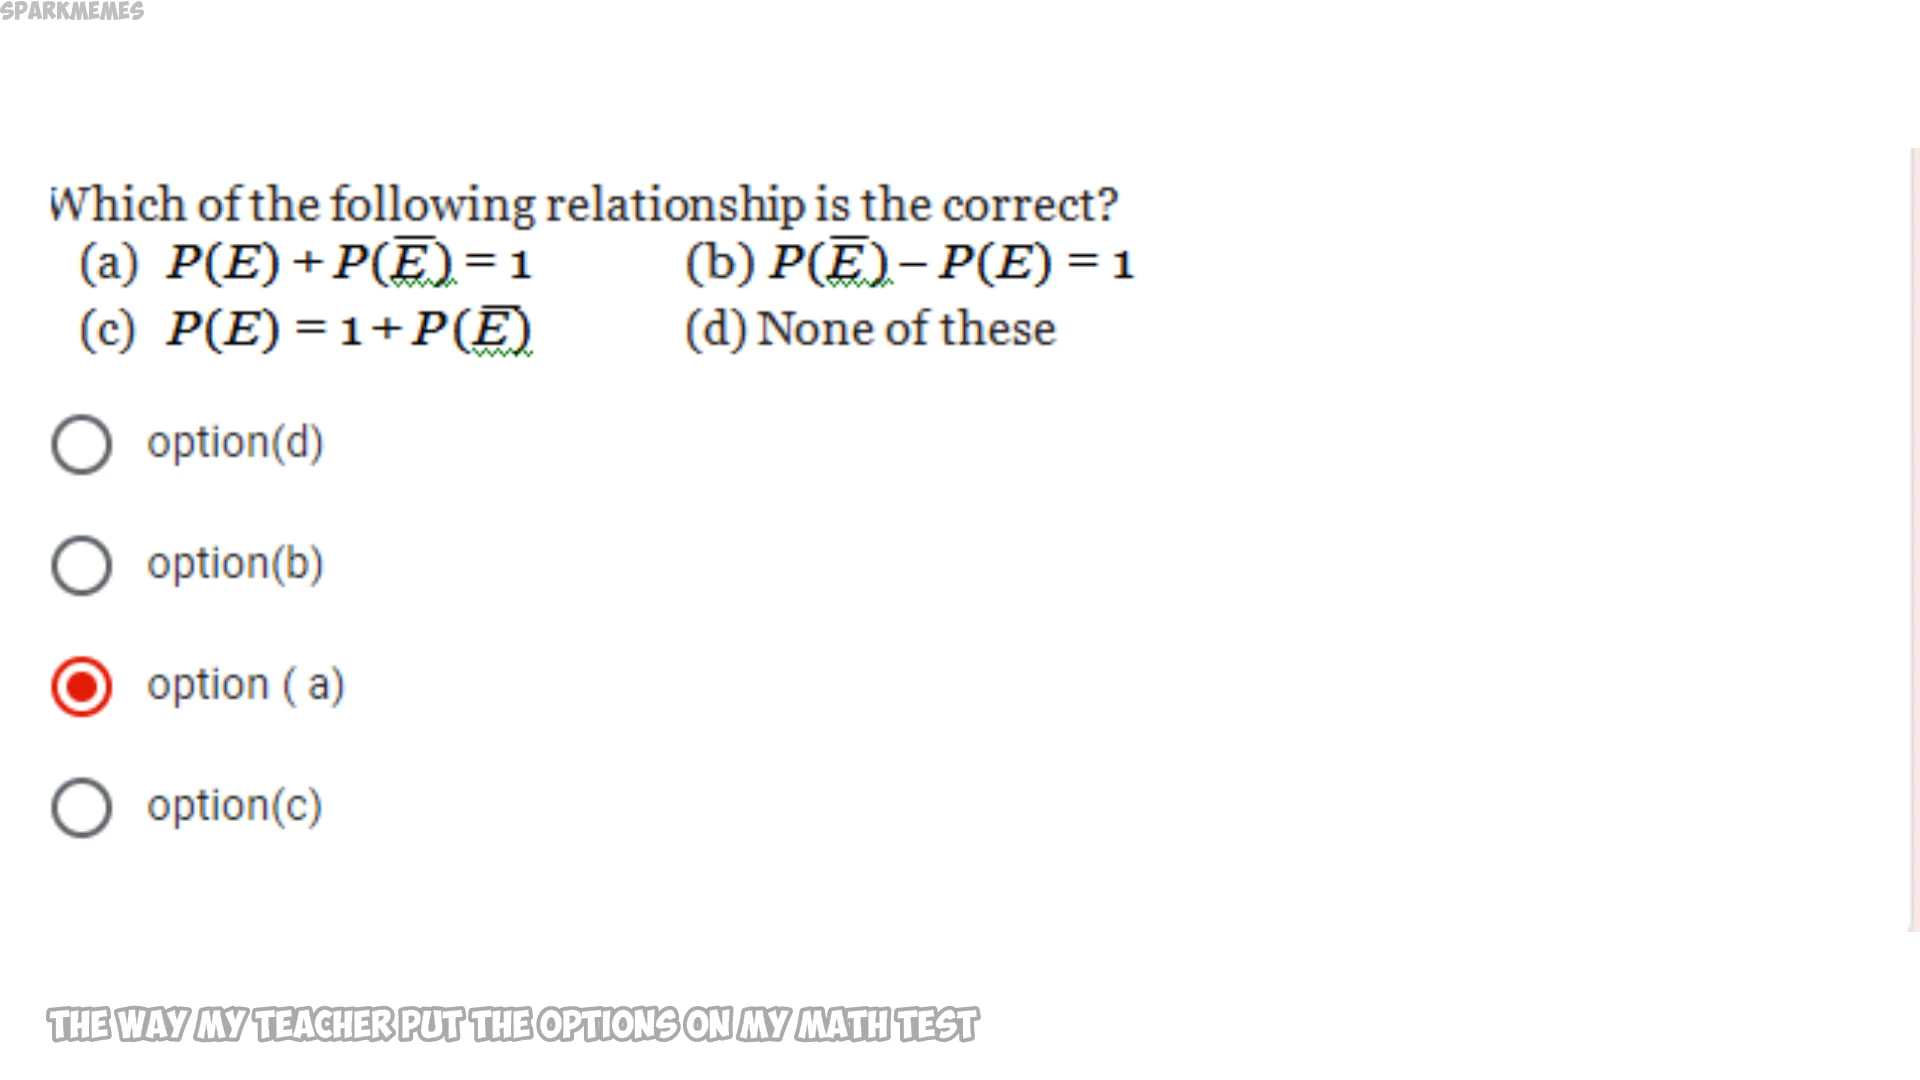 SPARKMEMES
Which of the following relationship is the correct?
(a) P(E) + P(E̅) = 1 (b) P(E̅) – P(E) = 1
(c) P(E) = 1 + P(E̅) (d) None of these
option(d)
option(b)
option ( a)
option(c)
THE WAY MY TEACHER PUT THE OPTIONS ON MY MATH TEST